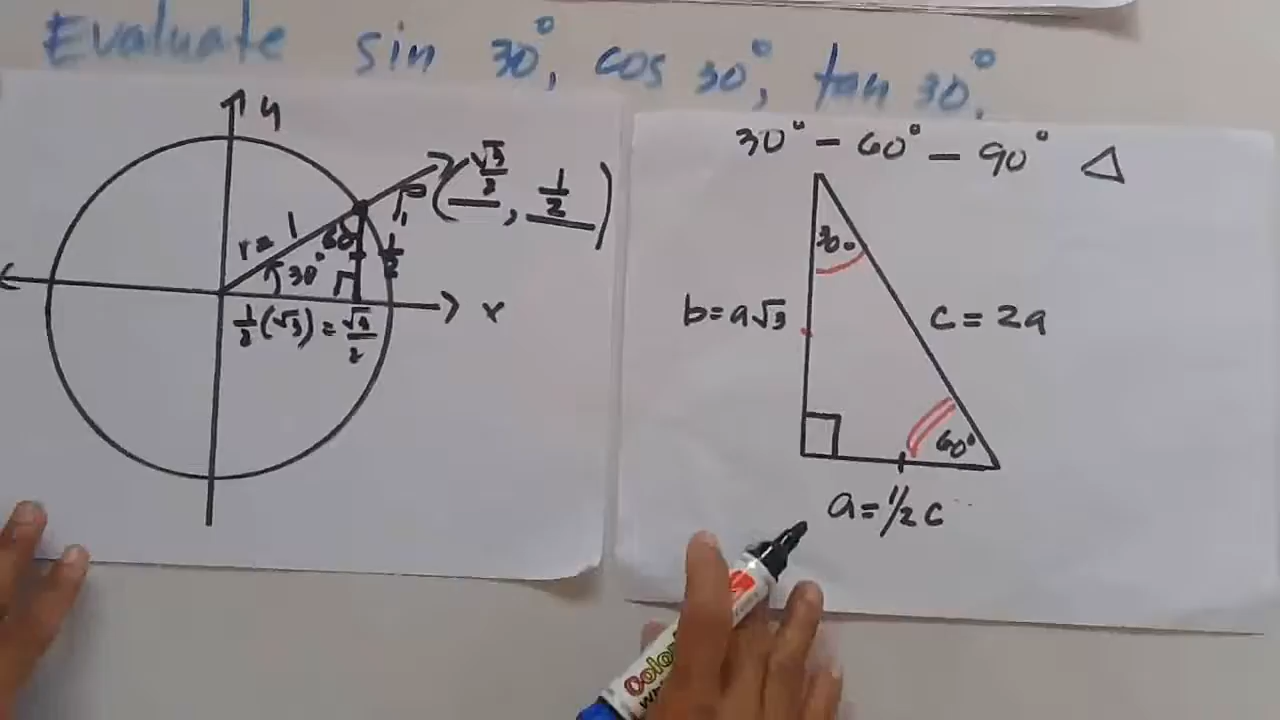 Evaluate sin 30°, cos 30°, tan 30°.
y
(√3/2, 1/2)
r = 1
60
1/2
30°
x
1/2(√3) = √3/2
30° - 60° - 90° △
30°
b = a√3
c = 2a
60°
a = 1/2 c